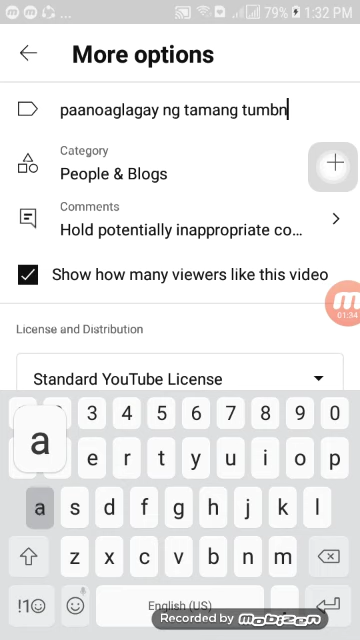 79% 1:32 PM
More options
paanoaglagay ng tamang tumbn
Category
People & Blogs
Comments
Hold potentially inappropriate co...
Show how many viewers like this video
01:34
License and Distribution
Standard YouTube License
3 4 5 6 7 8 9 0
a
e r t y u i o p
a s d f g h j k l
z x c v b n m
!1☺ English (US)
Recorded by mobizen